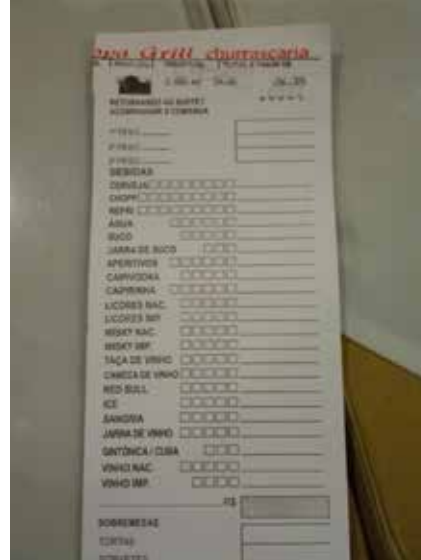 Grill churrascaria
RETORNANDO AO BUFFET
ACOMPANHAR A COMANDA
BEBIDAS
CERVEJA
CHOPP
REFRI
ÁGUA
SUCO
JARRA DE SUCO
APERITIVOS
CAIPIVODKA
CAIPIRINHA
LICORES NAC.
LICORES IMP.
WISKY NAC.
WISKY IMP.
TAÇA DE VINHO
CANECA DE VINHO
RED BULL
ICE
SANGRIA
JARRA DE VINHO
GINTÔNICA / CUBA
VINHO NAC.
VINHO IMP.
R$
SOBREMESAS
TORTAS
SORVETES